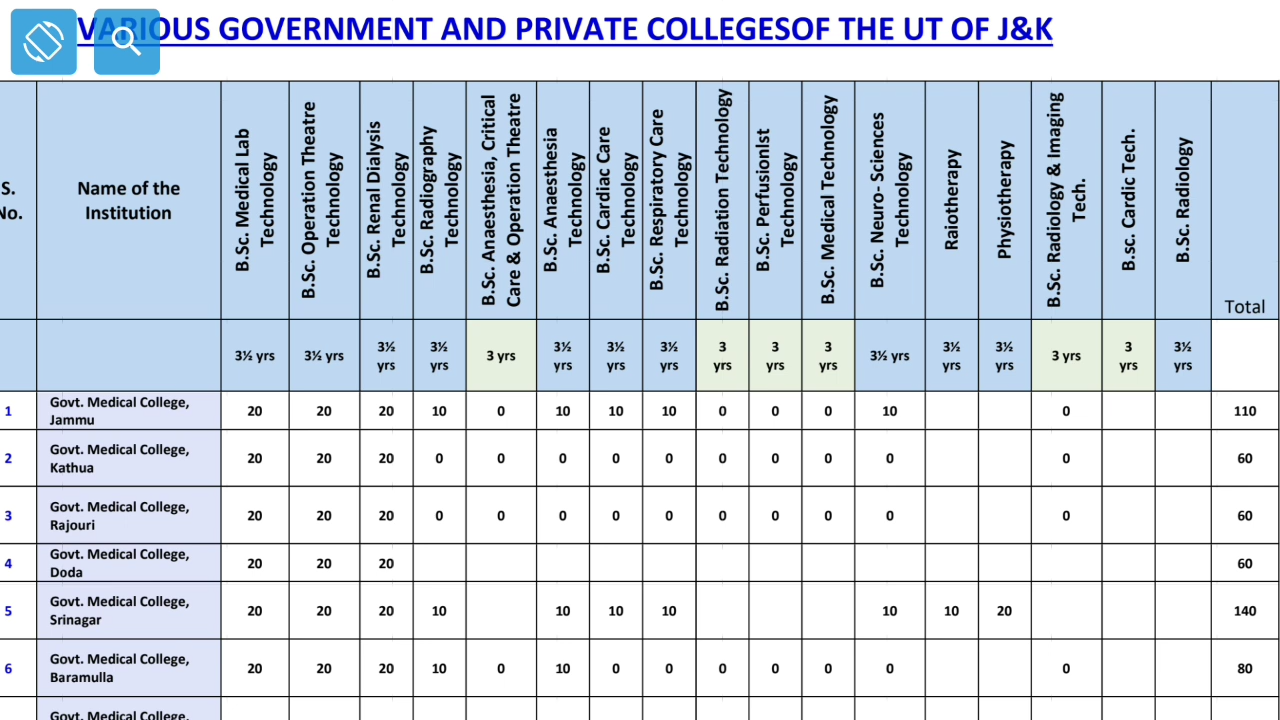 VARIOUS GOVERNMENT AND PRIVATE COLLEGESOF THE UT OF J&K
S. No.
Name of the Institution
B.Sc. Medical Lab Technology
B.Sc. Operation Theatre Technology
B.Sc. Renal Dialysis Technology
B.Sc. Radiography Technology
B.Sc. Anaesthesia, Critical Care & Operation Theatre
B.Sc. Anaesthesia Technology
B.Sc. Cardiac Care Technology
B.Sc. Respiratory Care Technology
B.Sc. Radiation Technology
B.Sc. Perfusionlst Technology
B.Sc. Medical Technology
B.Sc. Neuro- Sciences Technology
Raiotherapy
Physiotherapy
B.Sc. Radiology & Imaging Tech.
B.sc. Cardic Tech.
B.Sc. Radiology
Total
3½ yrs 3½ yrs 3½ yrs 3½ yrs 3 yrs 3½ yrs 3½ yrs 3½ yrs 3 yrs 3 yrs 3 yrs 3½ yrs 3½ yrs 3½ yrs 3 yrs 3 yrs 3½ yrs
1 Govt. Medical College, Jammu 20 20 20 10 0 10 10 10 0 0 0 10 0 110
2 Govt. Medical College, Kathua 20 20 20 0 0 0 0 0 0 0 0 0 0 60
3 Govt. Medical College, Rajouri 20 20 20 0 0 0 0 0 0 0 0 0 0 60
4 Govt. Medical College, Doda 20 20 20 60
5 Govt. Medical College, Srinagar 20 20 20 10 10 10 10 10 10 20 140
6 Govt. Medical College, Baramulla 20 20 20 10 0 10 0 0 0 0 0 0 0 80
Govt. Medical College,